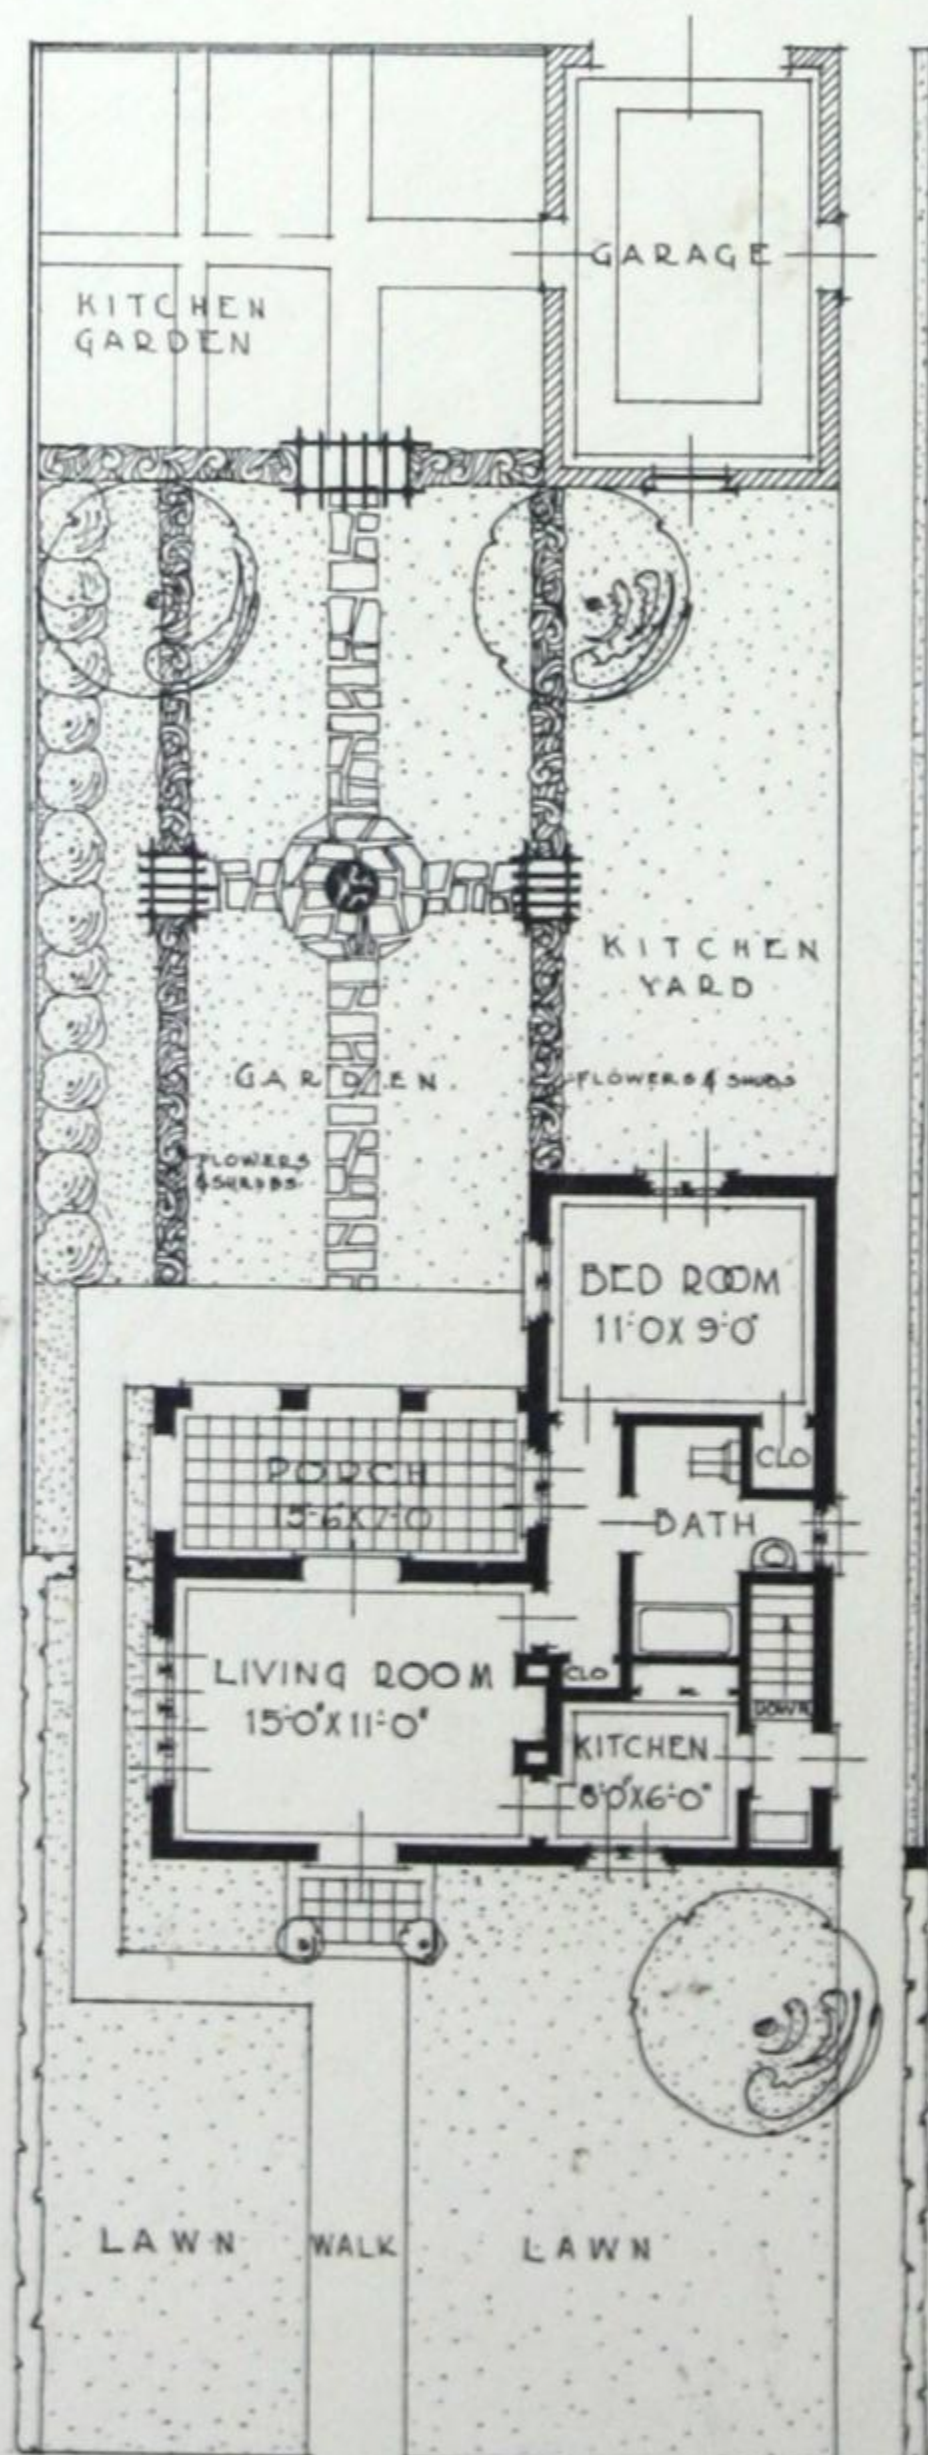 GARAGE
KITCHEN
GARDEN
KITCHEN
YARD
GARDEN
FLOWERS & SHUBS
FLOWERS
& SHRUBS
BED ROOM
11'-0 X 9'-0"
CLO
PORCH
15'-6 X 7'-0
BATH
LIVING ROOM
15'-0" X 11'-0"
CLO
DOWN
KITCHEN
8'-0" X 6'-0"
LAWN
WALK
LAWN